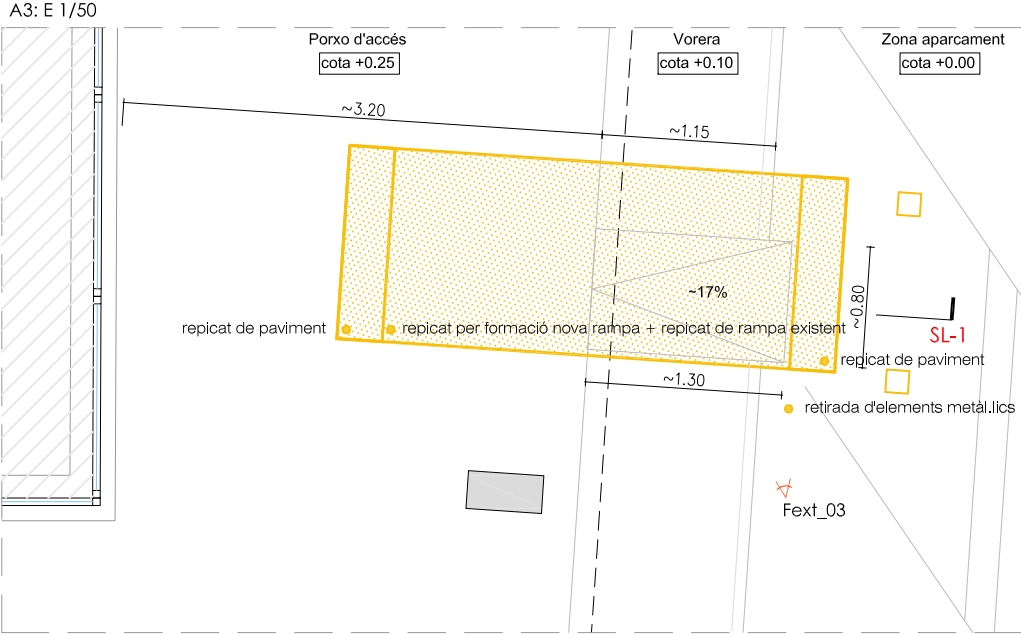 A3: E 1/50
Porxo d'accés
cota +0.25
Vorera
cota +0.10
Zona aparcament
cota +0.00
~3.20
~1.15
~17%
~0.80
SL-1
repicat de paviment
repicat per formació nova rampa + repicat de rampa existent
repicat de paviment
~1.30
retirada d'elements metàl.lics
Fext_03